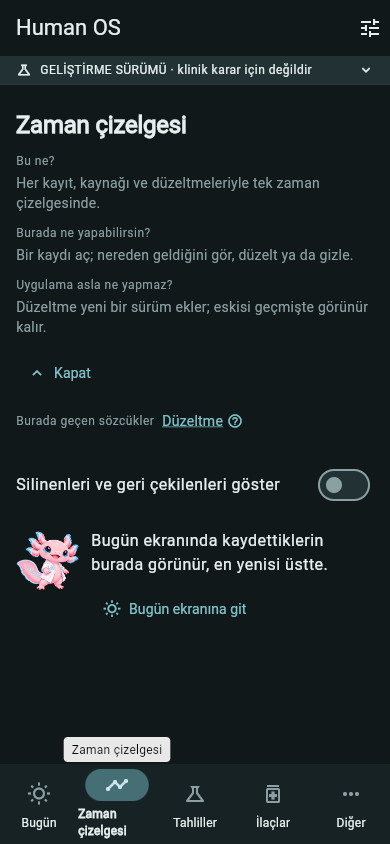 Human OS
GELİŞTİRME SÜRÜMÜ · klinik karar için değildir
Zaman çizelgesi
Bu ne?
Her kayıt, kaynağı ve düzeltmeleriyle tek zaman
çizelgesinde.
Burada ne yapabilirsin?
Bir kaydı aç; nereden geldiğini gör, düzelt ya da gizle.
Uygulama asla ne yapmaz?
Düzeltme yeni bir sürüm ekler; eskisi geçmişte görünür
kalır.
Kapat
Burada geçen sözcükler Düzeltme ?
Silinenleri ve geri çekilenleri göster
Bugün ekranında kaydettiklerin
burada görünür, en yenisi üstte.
Bugün ekranına git
Zaman çizelgesi
Bugün
Zaman
çizelgesi
Tahliller
İlaçlar
Diğer